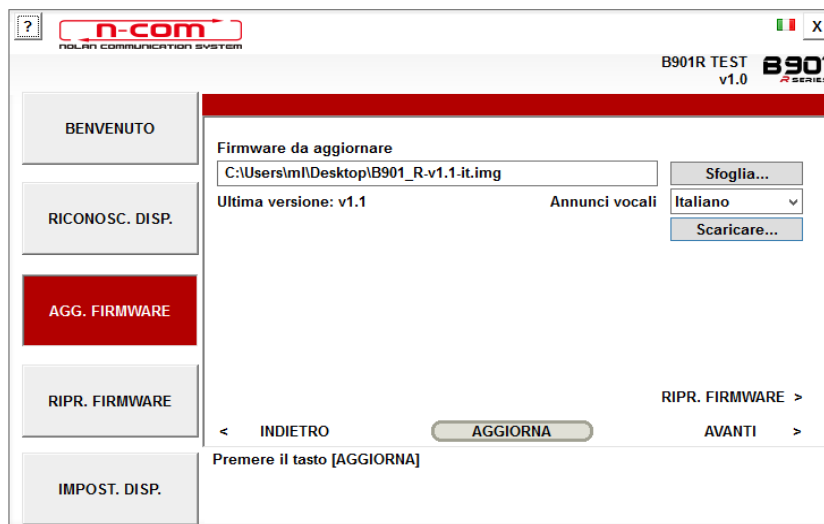 ?
n-com
NOLAN COMMUNICATION SYSTEM
X
B901R TEST
v1.0
B901
R SERIES
BENVENUTO
RICONOSC. DISP.
AGG. FIRMWARE
RIPR. FIRMWARE
IMPOST. DISP.
Firmware da aggiornare
C:\Users\ml\Desktop\B901_R-v1.1-it.img
Sfoglia...
Ultima versione: v1.1
Annunci vocali
Italiano
Scaricare...
RIPR. FIRMWARE >
< INDIETRO
AGGIORNA
AVANTI >
Premere il tasto [AGGIORNA]